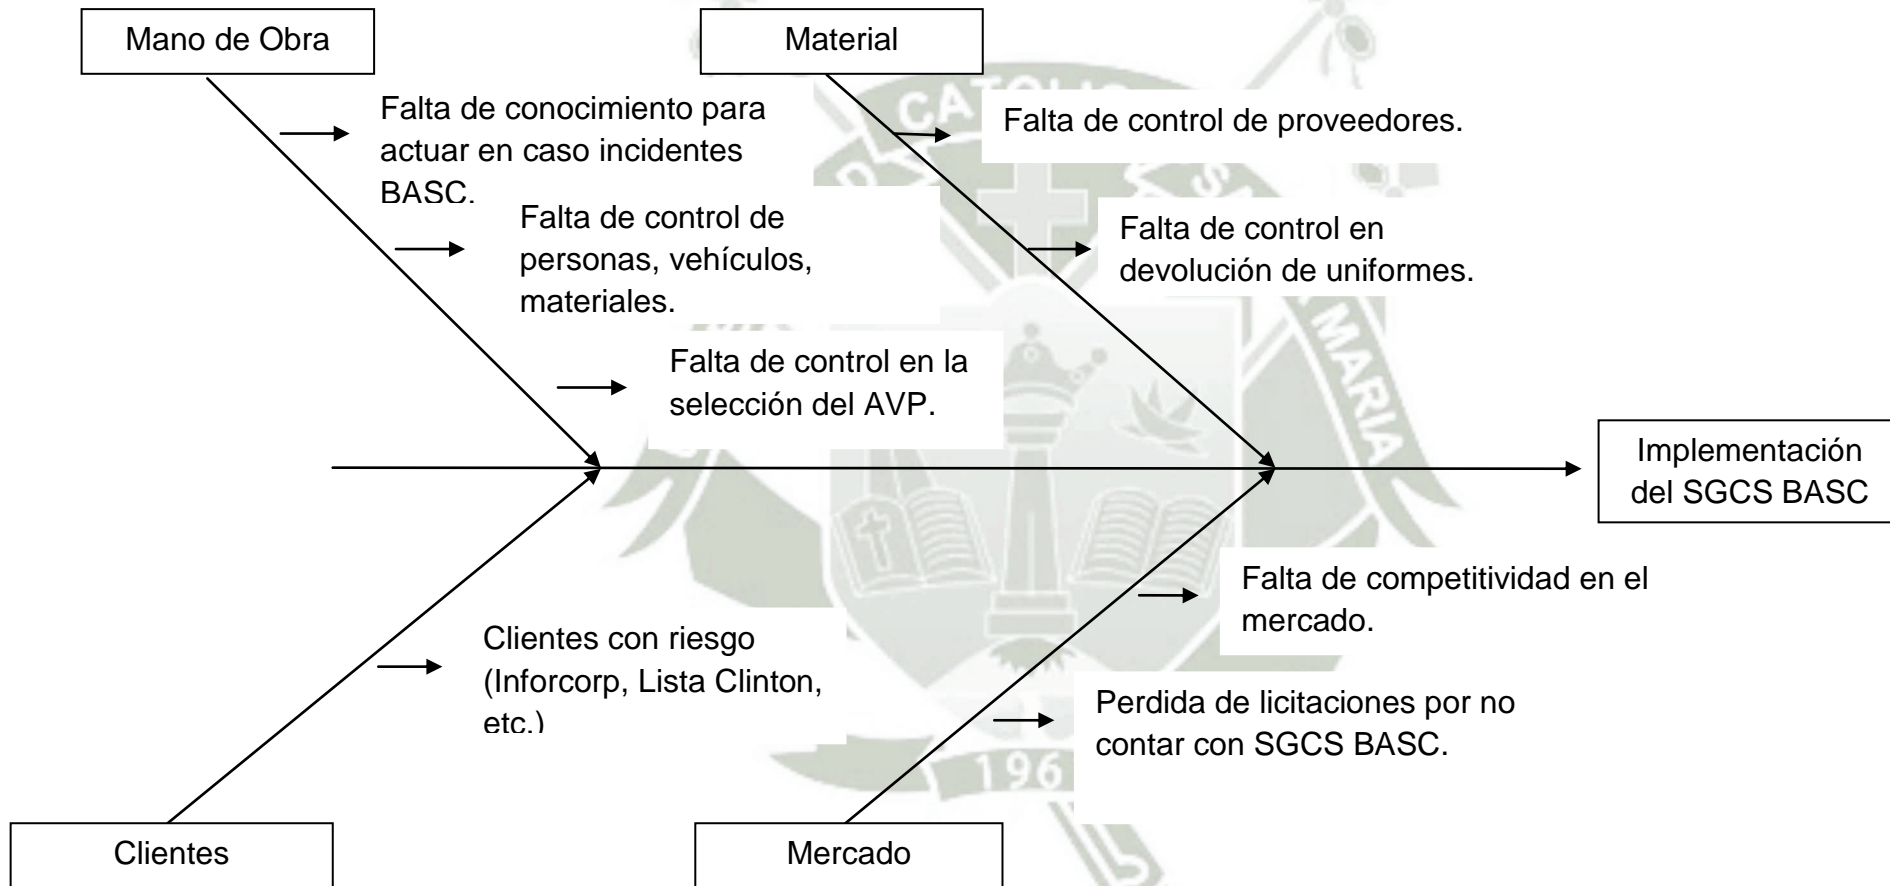 Mano de Obra
Material
Falta de conocimiento para
actuar en caso incidentes
BASC.
Falta de control de proveedores.
Falta de control de
personas, vehículos,
materiales.
Falta de control en
devolución de uniformes.
Falta de control en la
selección del AVP.
Implementación
del SGCS BASC
Falta de competitividad en el
mercado.
Clientes con riesgo
(Inforcorp, Lista Clinton,
etc.)
Perdida de licitaciones por no
contar con SGCS BASC.
Clientes
Mercado
MARIA
196